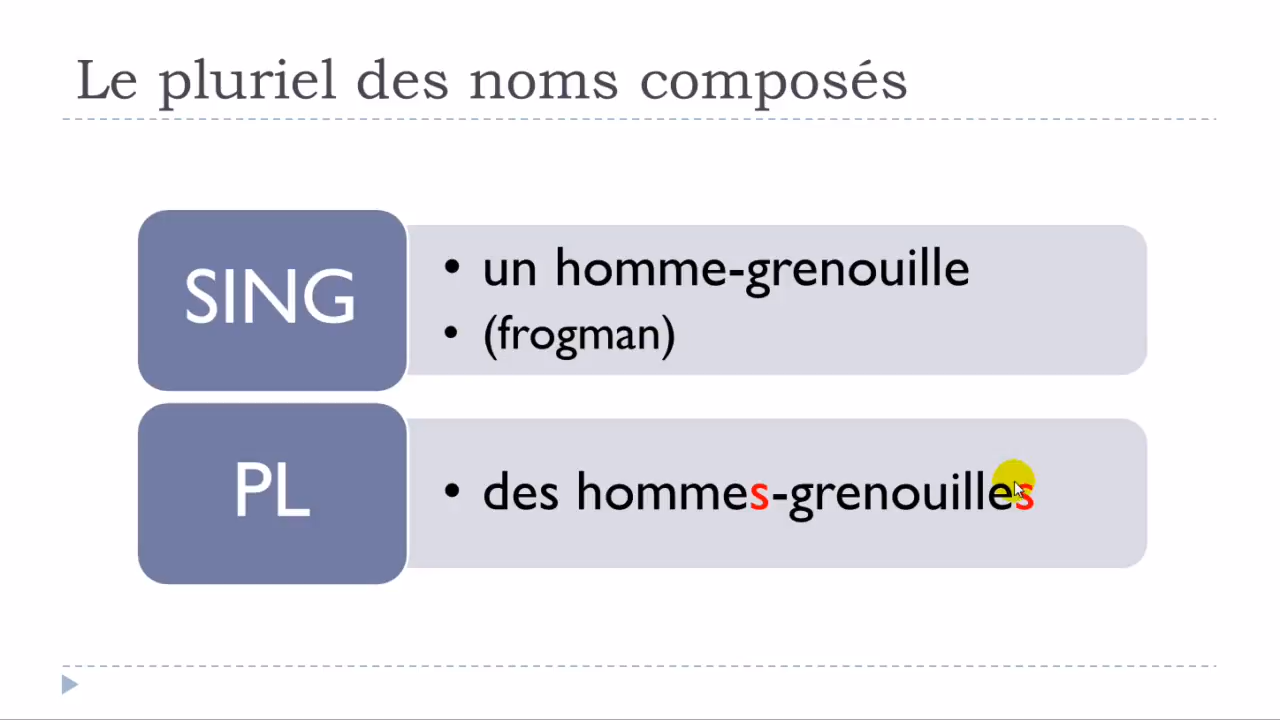 Le pluriel des noms composés
SING
• un homme-grenouille
• (frogman)
PL
• des hommes-grenouilles